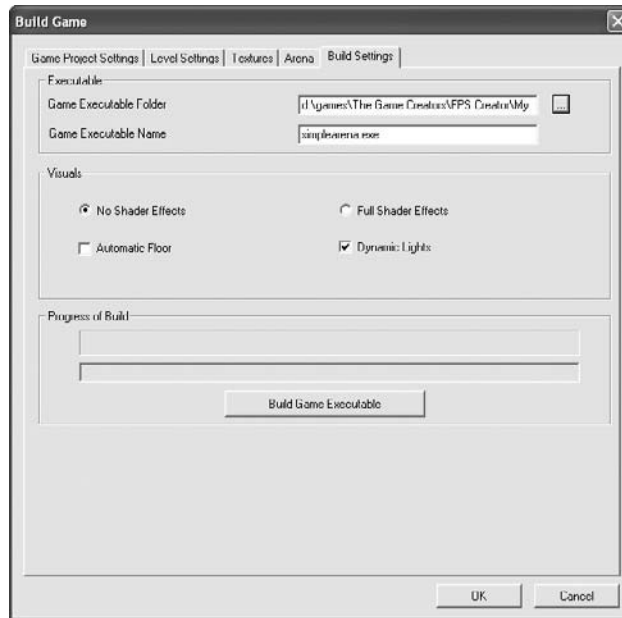 Build Game
Game Project Settings Level Settings Textures Arena Build Settings
Executable
Game Executable Folder d:\games\The Game Creators\FPS Creator\My ...
Game Executable Name simplearena.exe
Visuals
No Shader Effects Full Shader Effects
Automatic Floor Dynamic Lights
Progress of Build
Build Game Executable
OK Cancel